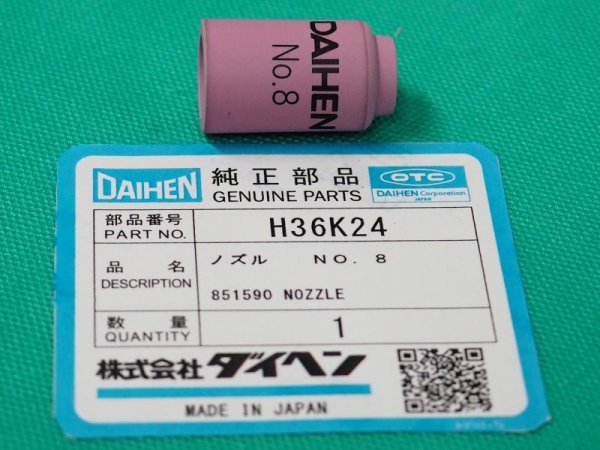 DAIHEN
No.8
DAIHEN 純正部品 OTC
GENUINE PARTS DAIHEN Corporation
JAPAN
部品番号 H36K24
PART NO.
品名 ノズル NO.8
DESCRIPTION 851590 NOZZLE
数量 1
QUANTITY
株式会社ダイヘン
MADE IN JAPAN